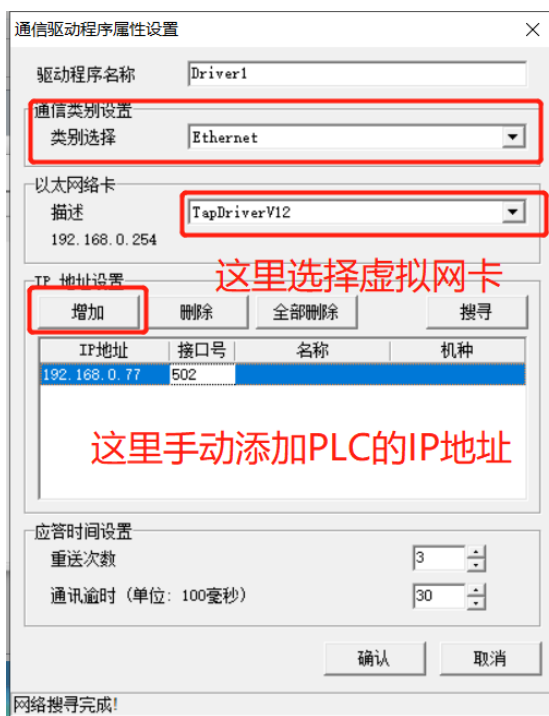 通信驱动程序属性设置
驱动程序名称 Driver1
通信类别设置
类别选择 Ethernet
以太网络卡
描述 TapDriverV12
192.168.0.254
这里选择虚拟网卡
IP 地址设置
增加 删除 全部删除 搜寻
IP地址 接口号 名称 机种
192.168.0.77 502
这里手动添加PLC的IP地址
应答时间设置
重送次数 3
通讯逾时（单位：100毫秒） 30
确认 取消
网络搜寻完成!